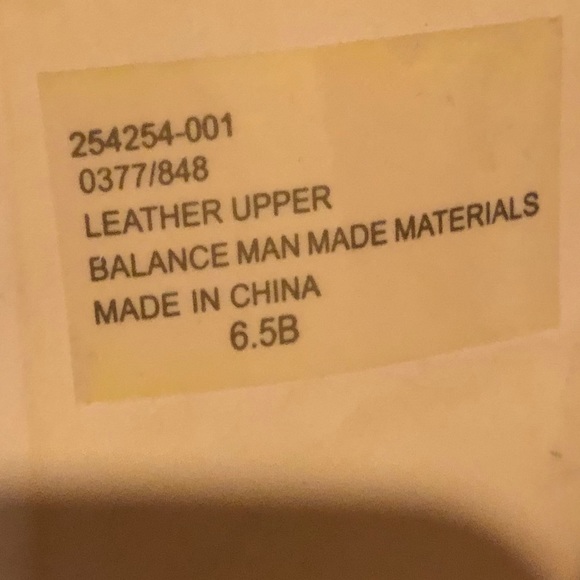 254254-001
0377/848
LEATHER UPPER
BALANCE MAN MADE MATERIALS
MADE IN CHINA
6.5B